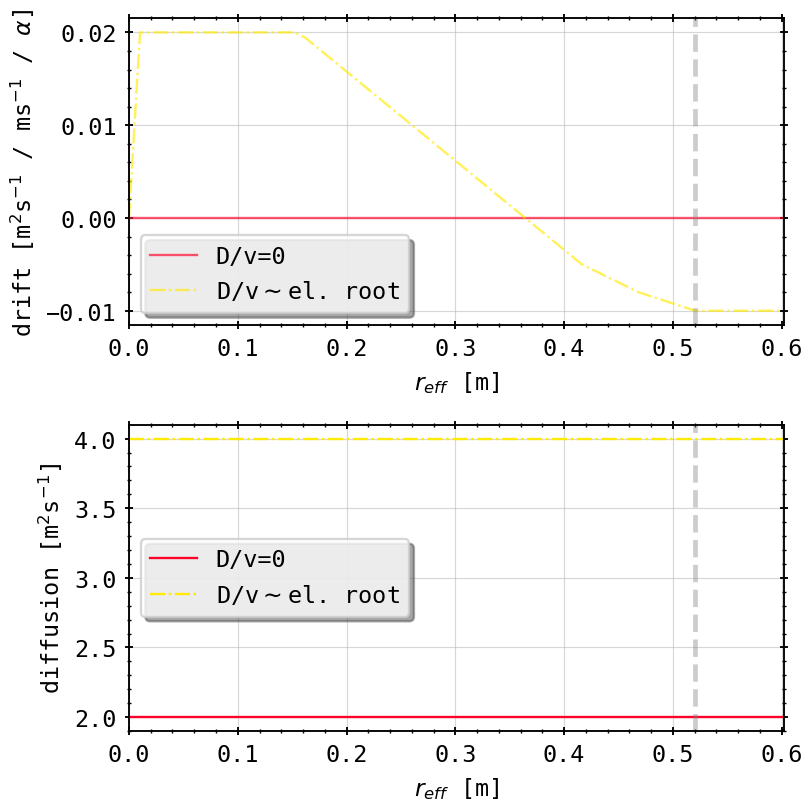 drift [m²s⁻¹ / ms⁻¹ / α]
0.02
0.01
0.00
−0.01
D/v=0
D/v∼el. root
0.0 0.1 0.2 0.3 0.4 0.5 0.6
r_eff [m]
diffusion [m²s⁻¹]
4.0
3.5
3.0
2.5
2.0
D/v=0
D/v∼el. root
0.0 0.1 0.2 0.3 0.4 0.5 0.6
r_eff [m]